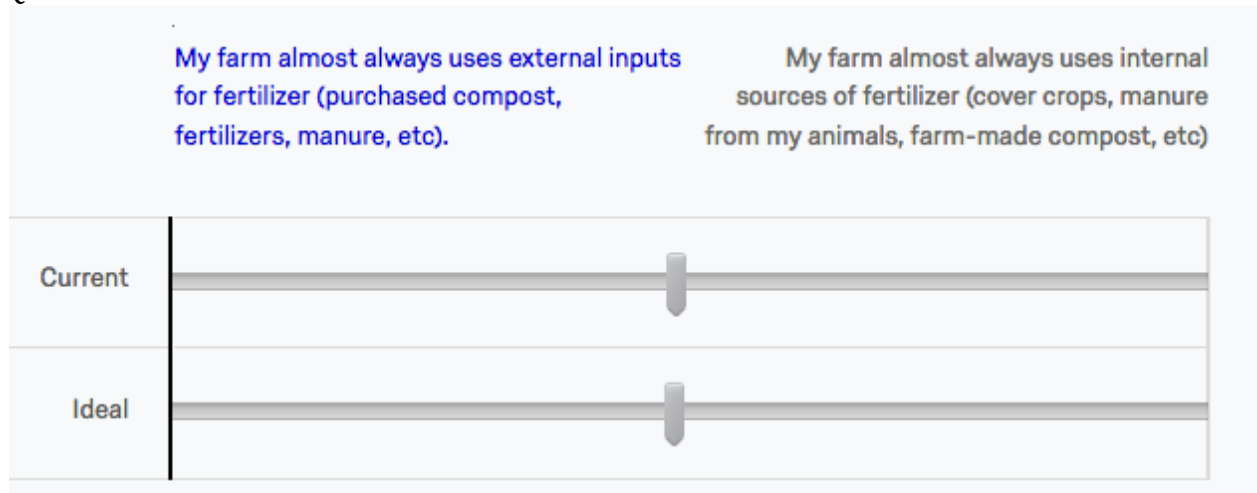 My farm almost always uses external inputs
for fertilizer (purchased compost,
fertilizers, manure, etc).
My farm almost always uses internal
sources of fertilizer (cover crops, manure
from my animals, farm-made compost, etc)
Current
Ideal